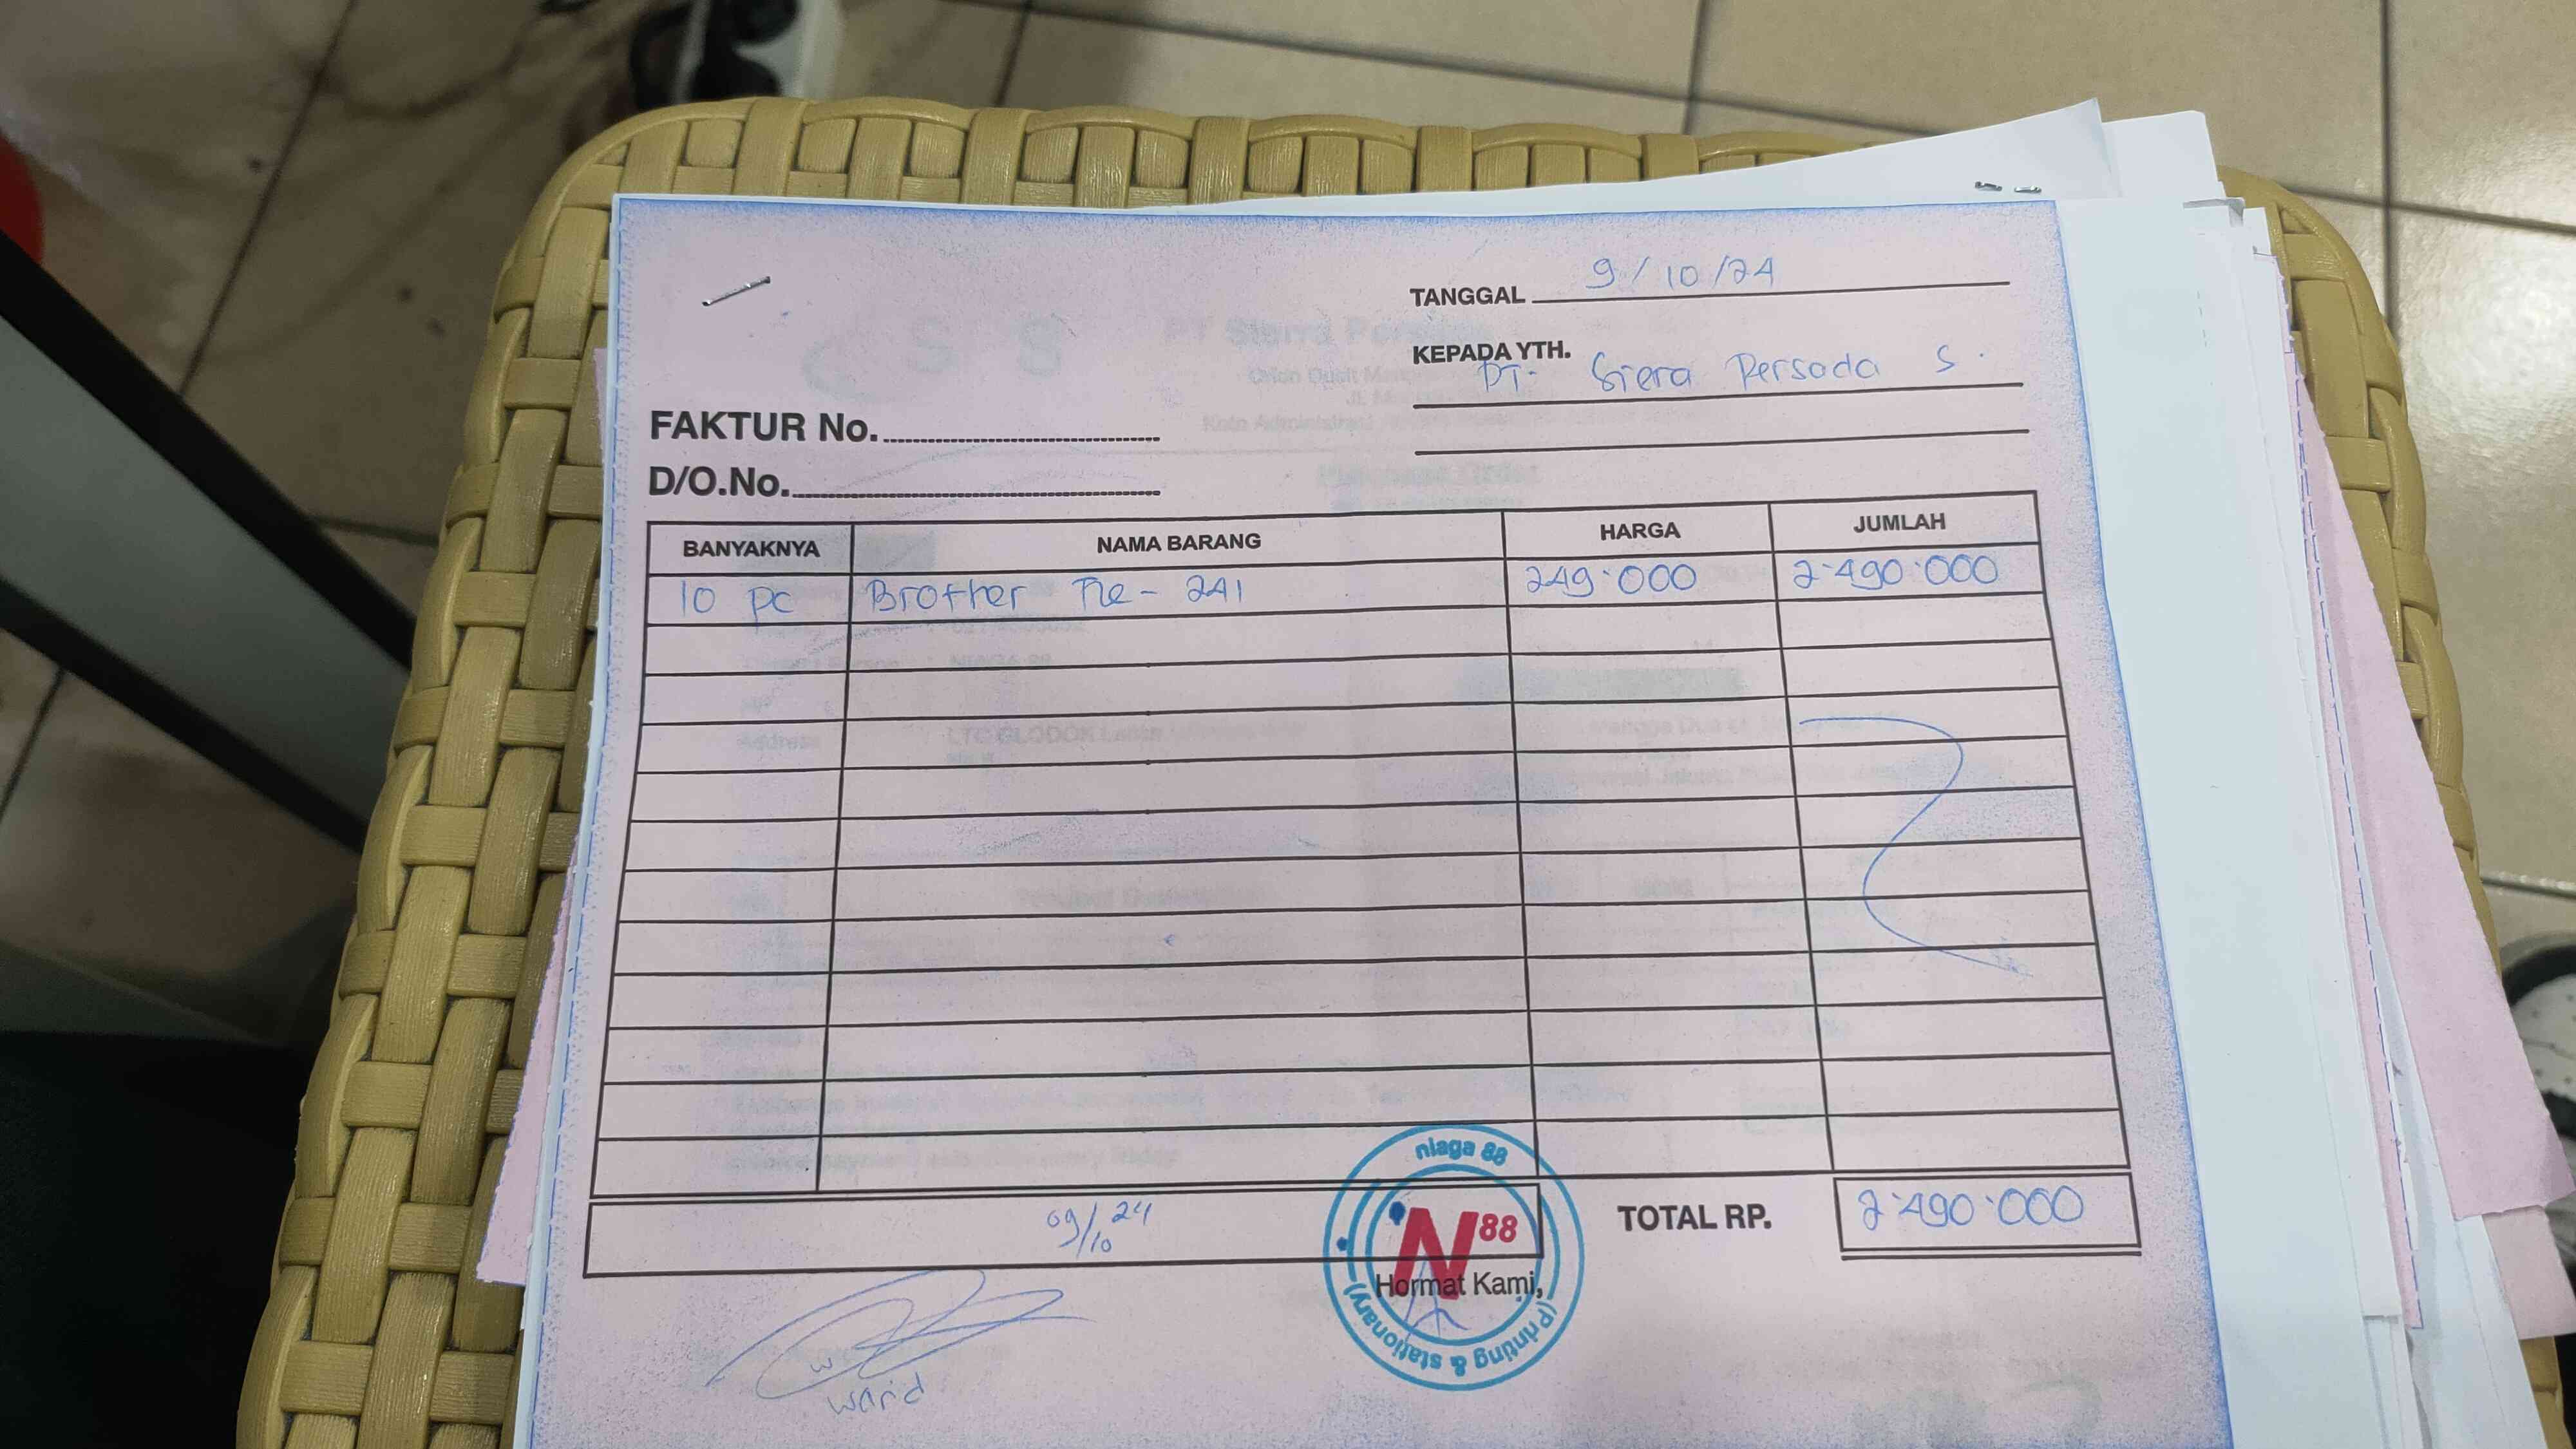 TANGGAL 9/10/24
KEPADA YTH.
PT. Siera Persada S.
FAKTUR No.
D/O.No.
BANYAKNYA NAMA BARANG HARGA JUMLAH
10 pc Brother Tze - 241 249.000 2.490.000
09/10 24
TOTAL RP. 2.490.000
niaga 88
N88
Hormat Kami,
(Printing & stationary)
warid